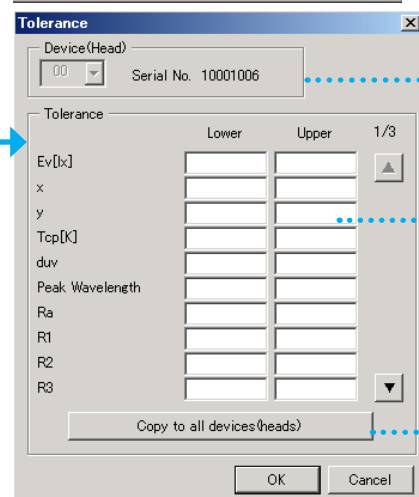 Tolerance
Device(Head)
00 Serial No. 10001006
Tolerance
Lower Upper 1/3
Ev[lx]
x
y
Tcp[K]
duv
Peak Wavelength
Ra
R1
R2
R3
Copy to all devices(heads)
OK Cancel